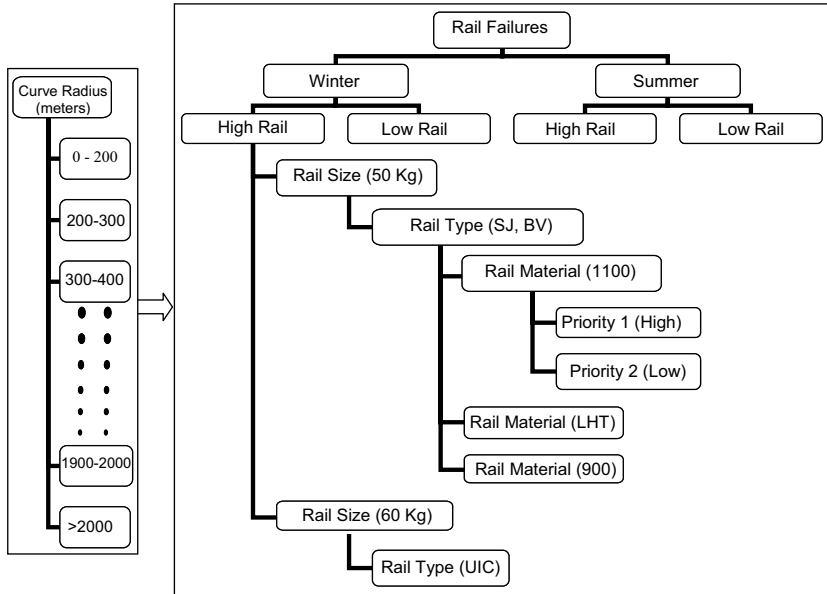 Curve Radius
(meters)
0 - 200
200-300
300-400
1900-2000
>2000
Rail Failures
Winter
Summer
High Rail
Low Rail
High Rail
Low Rail
Rail Size (50 Kg)
Rail Type (SJ, BV)
Rail Material (1100)
Priority 1 (High)
Priority 2 (Low)
Rail Material (LHT)
Rail Material (900)
Rail Size (60 Kg)
Rail Type (UIC)